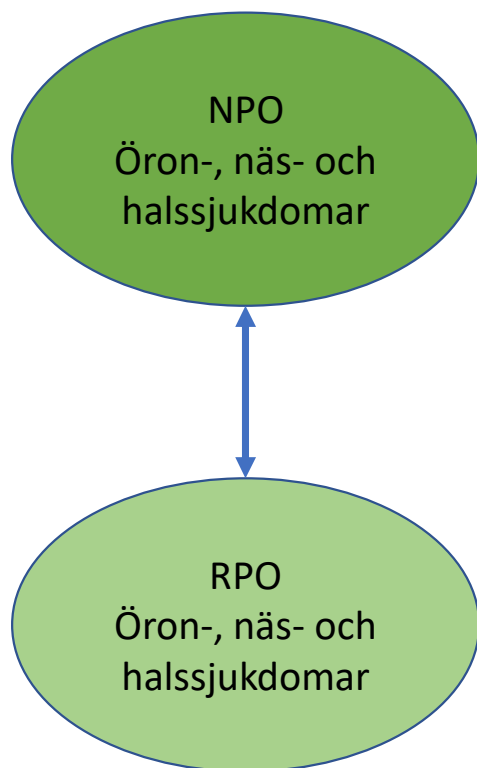 NPO
Öron-, näs- och
halssjukdomar
RPO
Öron-, näs- och
halssjukdomar